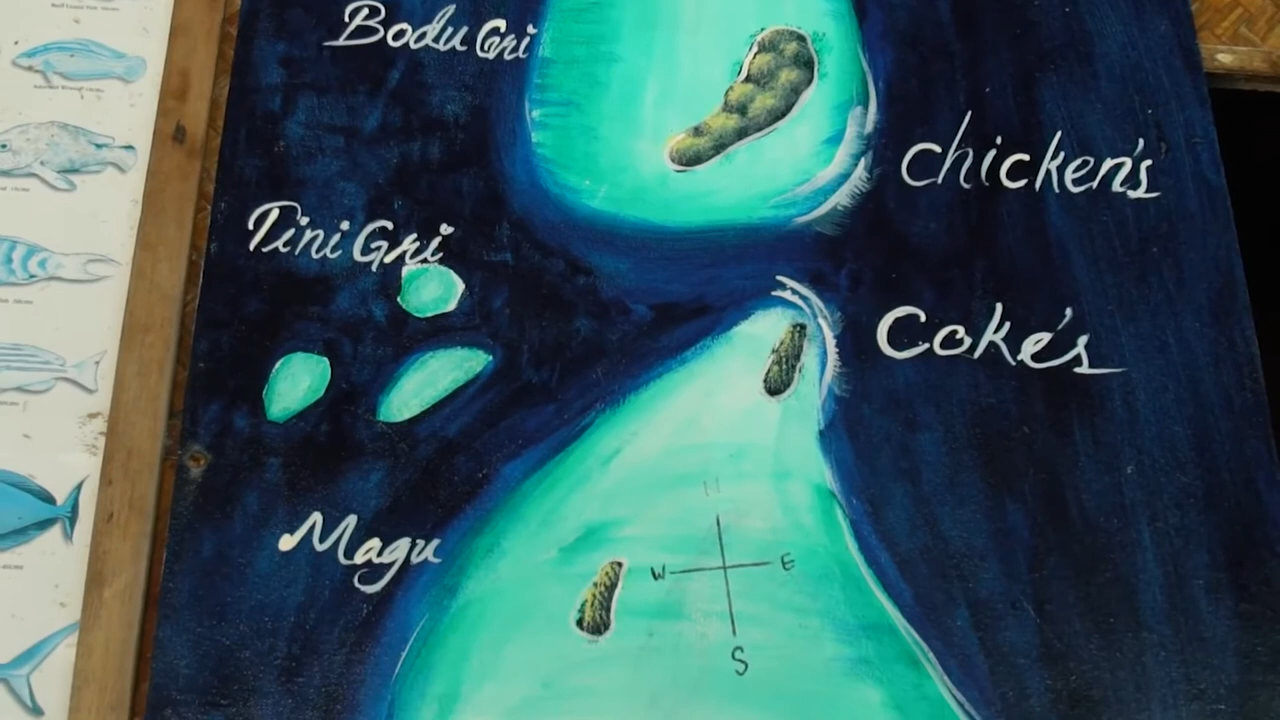 Bodu Gri
Chicken's
Tini Gri
Coke's
N
W E
S
Magu